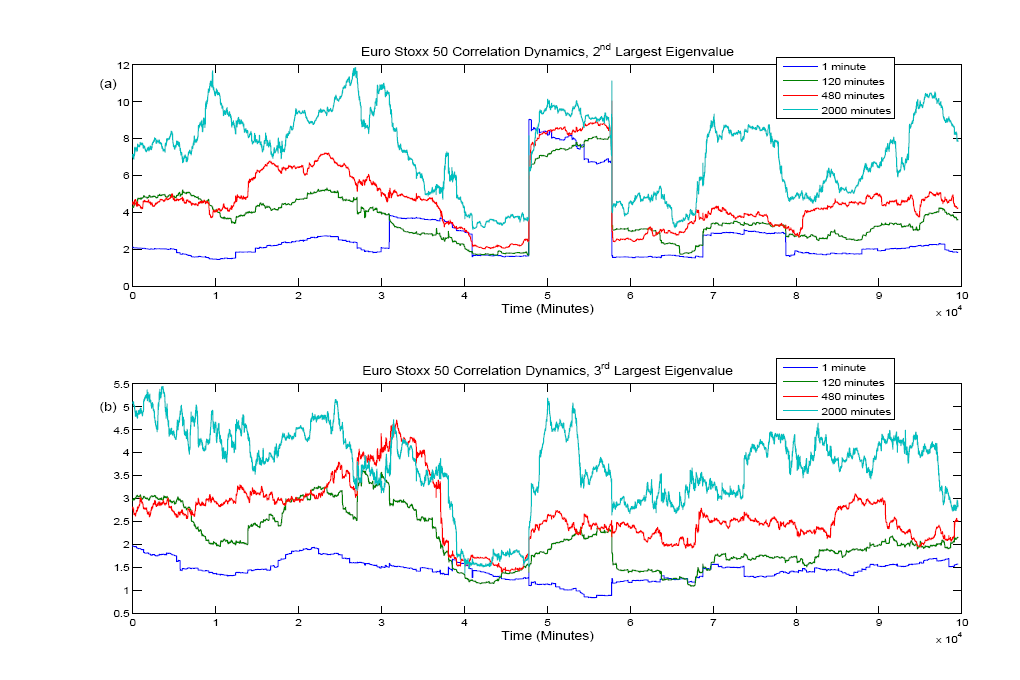 Euro Stoxx 50 Correlation Dynamics, 2nd Largest Eigenvalue
(a)
1 minute
120 minutes
480 minutes
2000 minutes
12
10
8
6
4
2
0
0 1 2 3 4 5 6 7 8 9 10
Time (Minutes)
× 10^4
Euro Stoxx 50 Correlation Dynamics, 3rd Largest Eigenvalue
(b)
1 minute
120 minutes
480 minutes
2000 minutes
5.5
5
4.5
4
3.5
3
2.5
2
1.5
1
0.5
0 1 2 3 4 5 6 7 8 9 10
Time (Minutes)
× 10^4